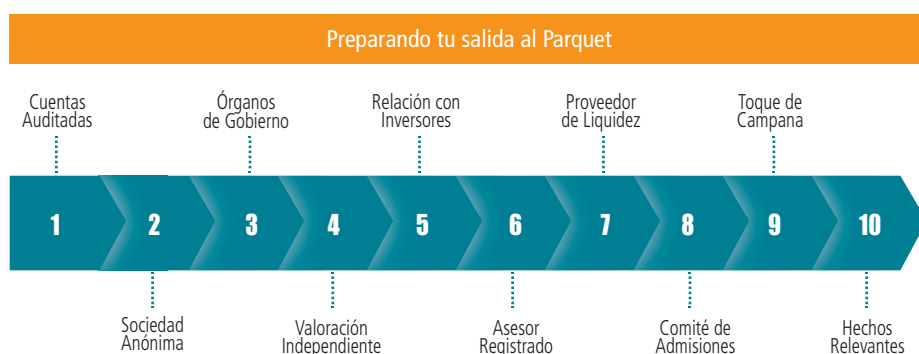 Preparando tu salida al Parquet
Cuentas
Auditadas
Órganos
de Gobierno
Relación con
Inversores
Proveedor
de Liquidez
Toque de
Campana
1
2
3
4
5
6
7
8
9
10
Sociedad
Anónima
Valoración
Independiente
Asesor
Registrado
Comité de
Admisiones
Hechos
Relevantes